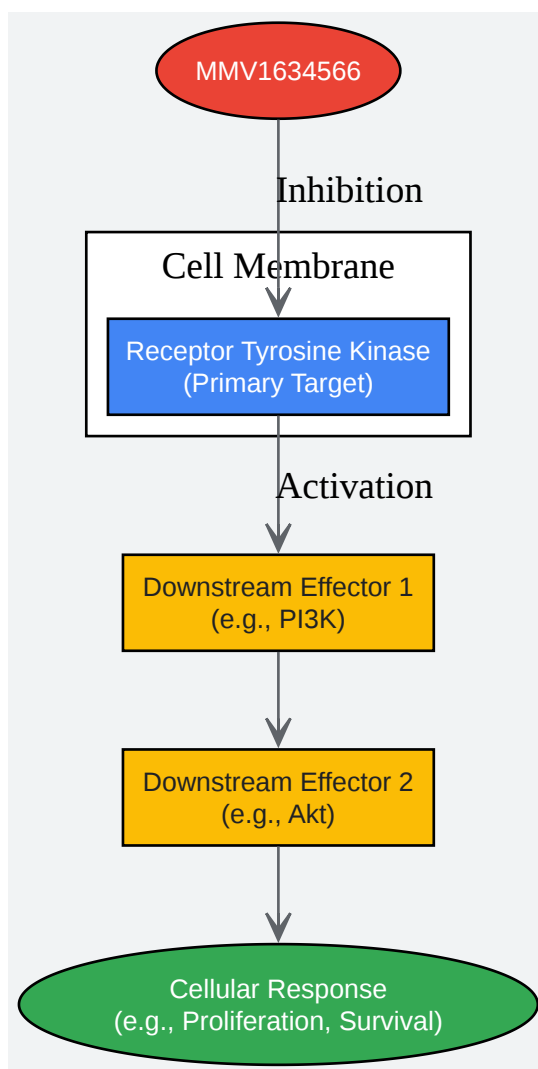 MMV1634566
Inhibition
Cell Membrane
Receptor Tyrosine Kinase
(Primary Target)
Activation
Downstream Effector 1
(e.g., PI3K)
Downstream Effector 2
(e.g., Akt)
Cellular Response
(e.g., Proliferation, Survival)